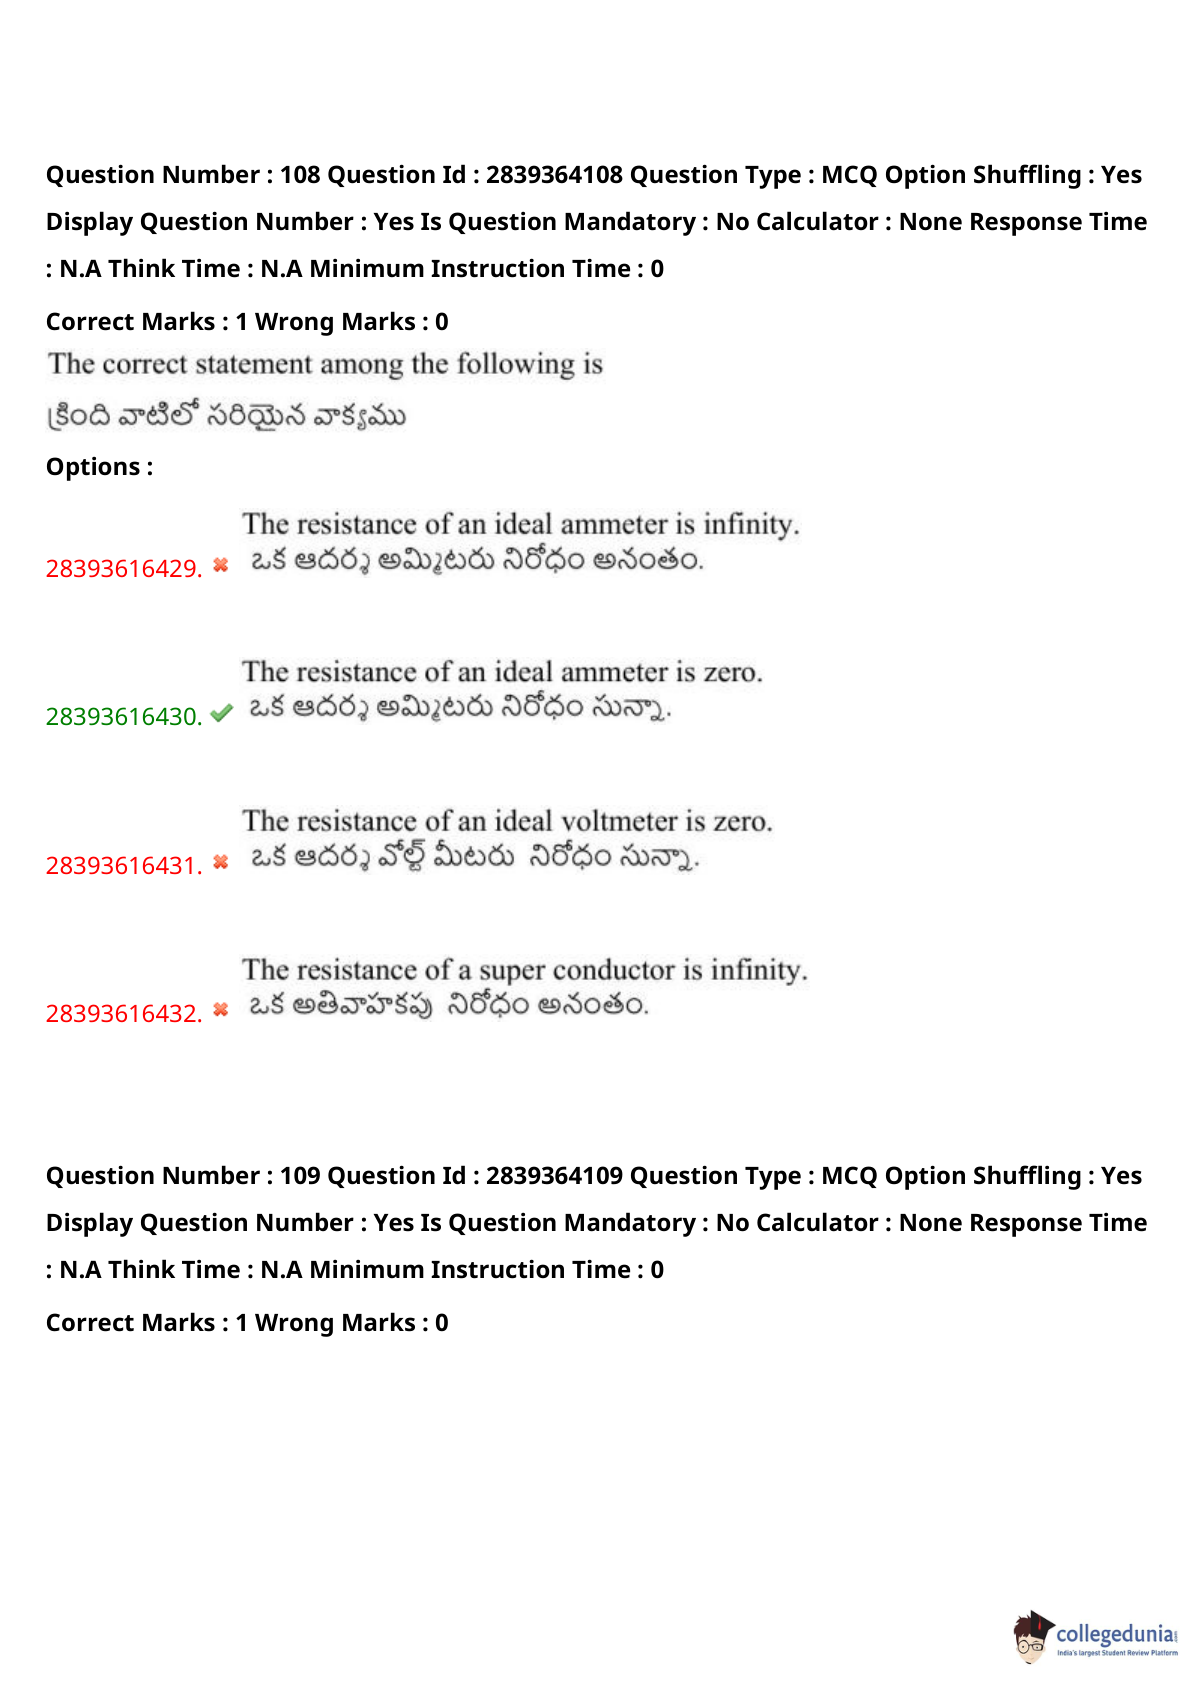 Question Number : 108 Question Id : 2839364108 Question Type : MCQ Option Shuffling : Yes
Display Question Number : Yes Is Question Mandatory : No Calculator : None Response Time
: N.A Think Time : N.A Minimum Instruction Time : 0
Correct Marks : 1 Wrong Marks : 0
The correct statement among the following is
క్రింది వాటిలో సరియైన వాక్యము
Options :
The resistance of an ideal ammeter is infinity.
28393616429. ఒక ఆదర్శ అమ్మిటరు నిరోధం అనంతం.
The resistance of an ideal ammeter is zero.
28393616430. ఒక ఆదర్శ అమ్మిటరు నిరోధం సున్నా.
The resistance of an ideal voltmeter is zero.
28393616431. ఒక ఆదర్శ వోల్ట్ మీటరు నిరోధం సున్నా.
The resistance of a super conductor is infinity.
28393616432. ఒక అతివాహకపు నిరోధం అనంతం.
Question Number : 109 Question Id : 2839364109 Question Type : MCQ Option Shuffling : Yes
Display Question Number : Yes Is Question Mandatory : No Calculator : None Response Time
: N.A Think Time : N.A Minimum Instruction Time : 0
Correct Marks : 1 Wrong Marks : 0
collegedunia
India's largest Student Review Platform